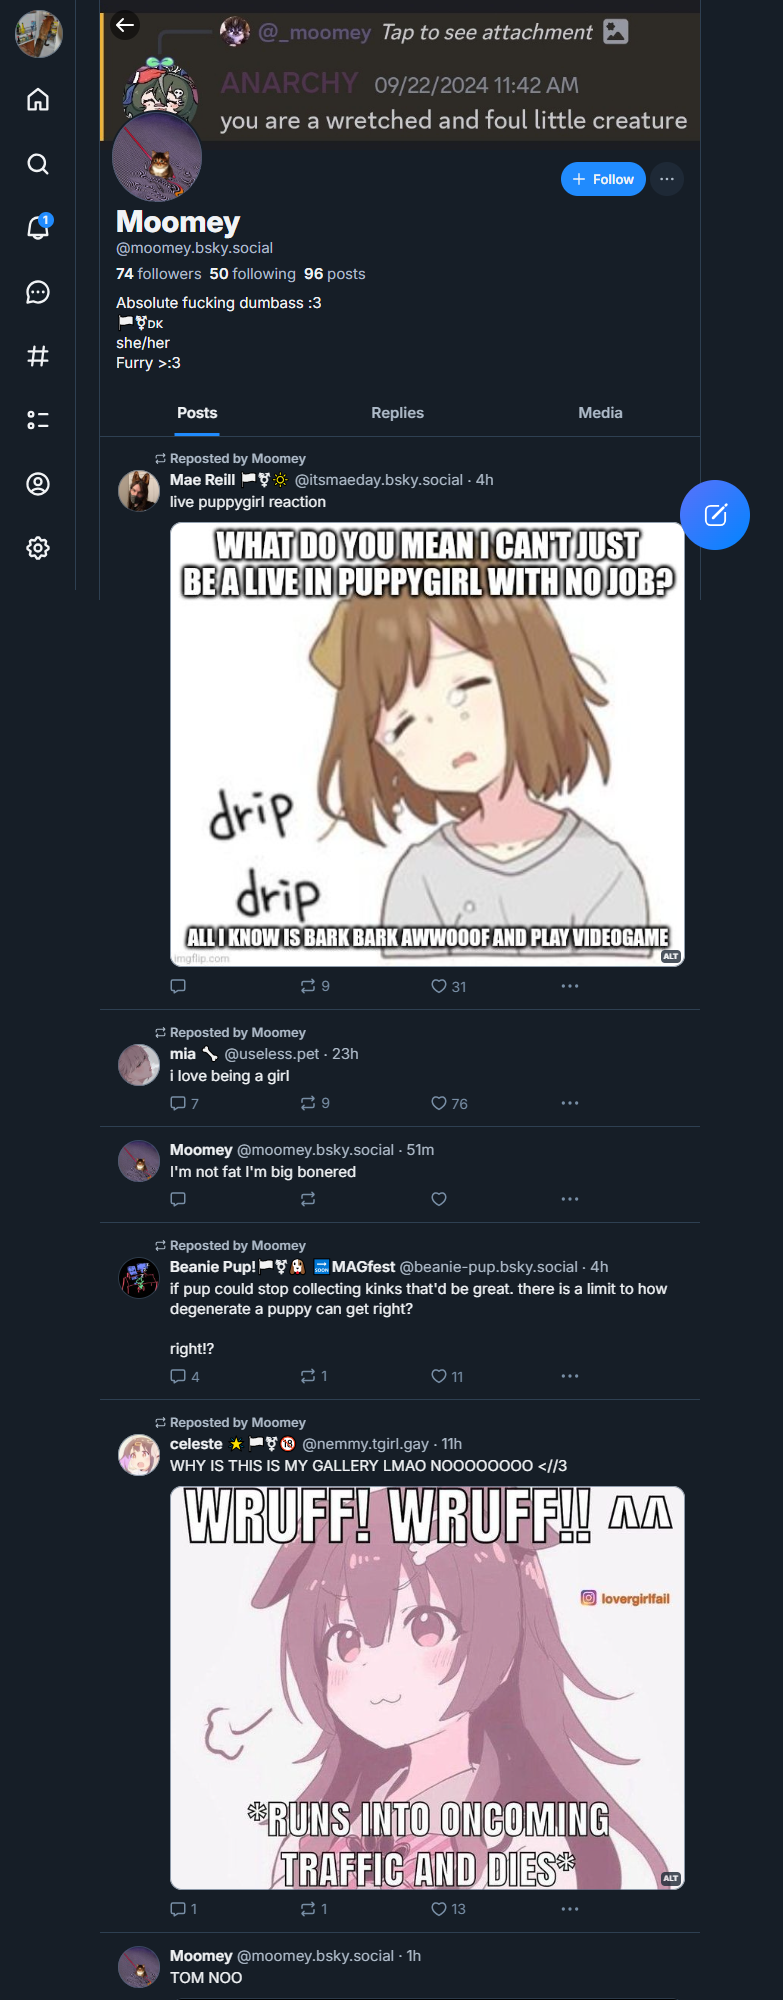 @_moomey Tap to see attachment
ANARCHY 09/22/2024 11:42 AM
you are a wretched and foul little creature
+ Follow
1
Moomey
@moomey.bsky.social
74 followers 50 following 96 posts
Absolute fucking dumbass :3
🏳⚧DK
she/her
Furry >:3
Posts Replies Media
Reposted by Moomey
Mae Reill 🏳⚧🔆 @itsmaeday.bsky.social · 4h
live puppygirl reaction
WHAT DO YOU MEAN I CAN'T JUST
BE A LIVE IN PUPPYGIRL WITH NO JOB?
drip
drip
ALL I KNOW IS BARK BARK AWWOOOF AND PLAY VIDEOGAME
imgflip.com
ALT
9 31
Reposted by Moomey
mia 🦴 @useless.pet · 23h
i love being a girl
7 9 76
Moomey @moomey.bsky.social · 51m
I'm not fat I'm big bonered
Reposted by Moomey
Beanie Pup!🏳⚧🐶 🔜MAGfest @beanie-pup.bsky.social · 4h
if pup could stop collecting kinks that'd be great. there is a limit to how
degenerate a puppy can get right?
right!?
4 1 11
Reposted by Moomey
celeste ⭐🏳⚧🔞 @nemmy.tgirl.gay · 11h
WHY IS THIS IS MY GALLERY LMAO NOOOOOOOO <//3
WRUFF! WRUFF!! ^^
lovergirlfail
*RUNS INTO ONCOMING
TRAFFIC AND DIES*
ALT
1 1 13
Moomey @moomey.bsky.social · 1h
TOM NOO